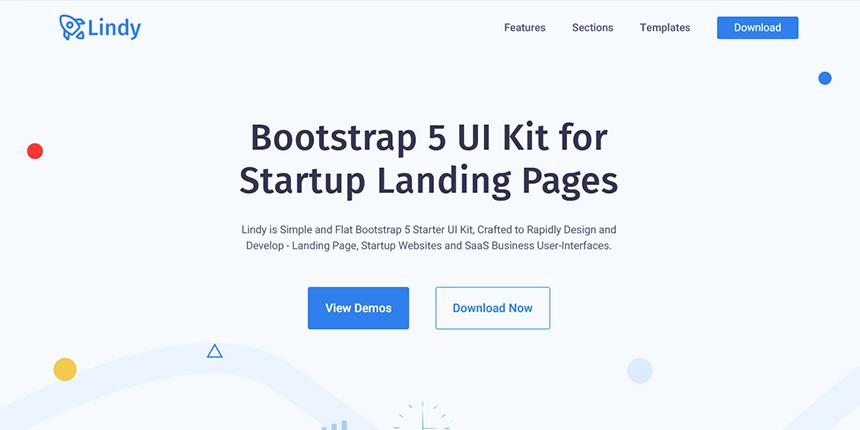 Lindy
Features Sections Templates Download
Bootstrap 5 UI Kit for
Startup Landing Pages
Lindy is Simple and Flat Bootstrap 5 Starter UI Kit, Crafted to Rapidly Design and
Develop - Landing Page, Startup Websites and SaaS Business User-Interfaces.
View Demos Download Now